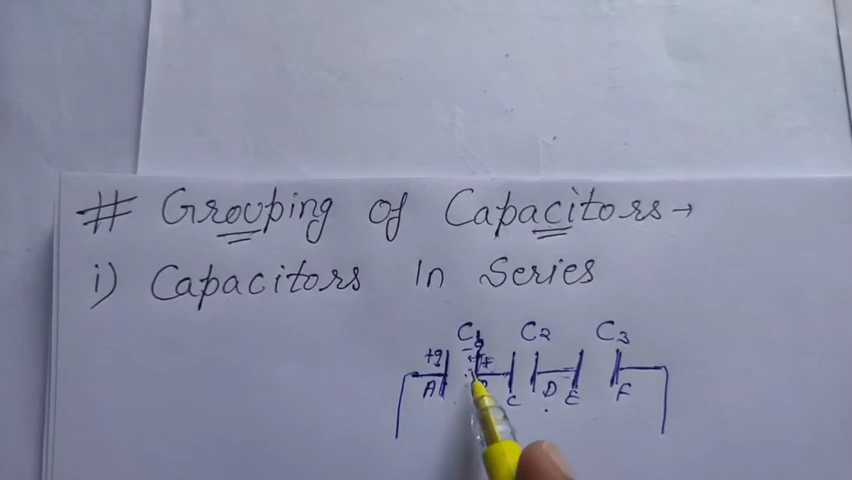 # Grouping of Capacitors →
i) Capacitors In Series
C1 C2 C3
+q -q +
A C D E F